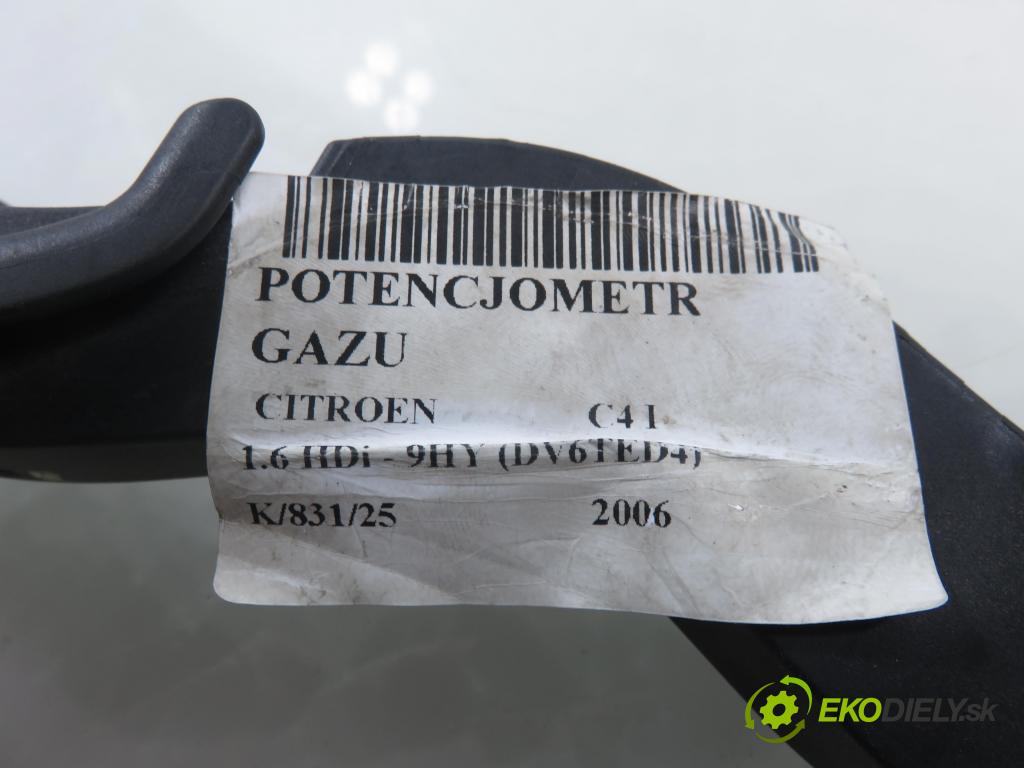 POTENCJOMETR
GAZU
CITROEN C4 I
1.6 HDi - 9HY (DV6TED4)
K/831/25 2006
EKODIELY.sk